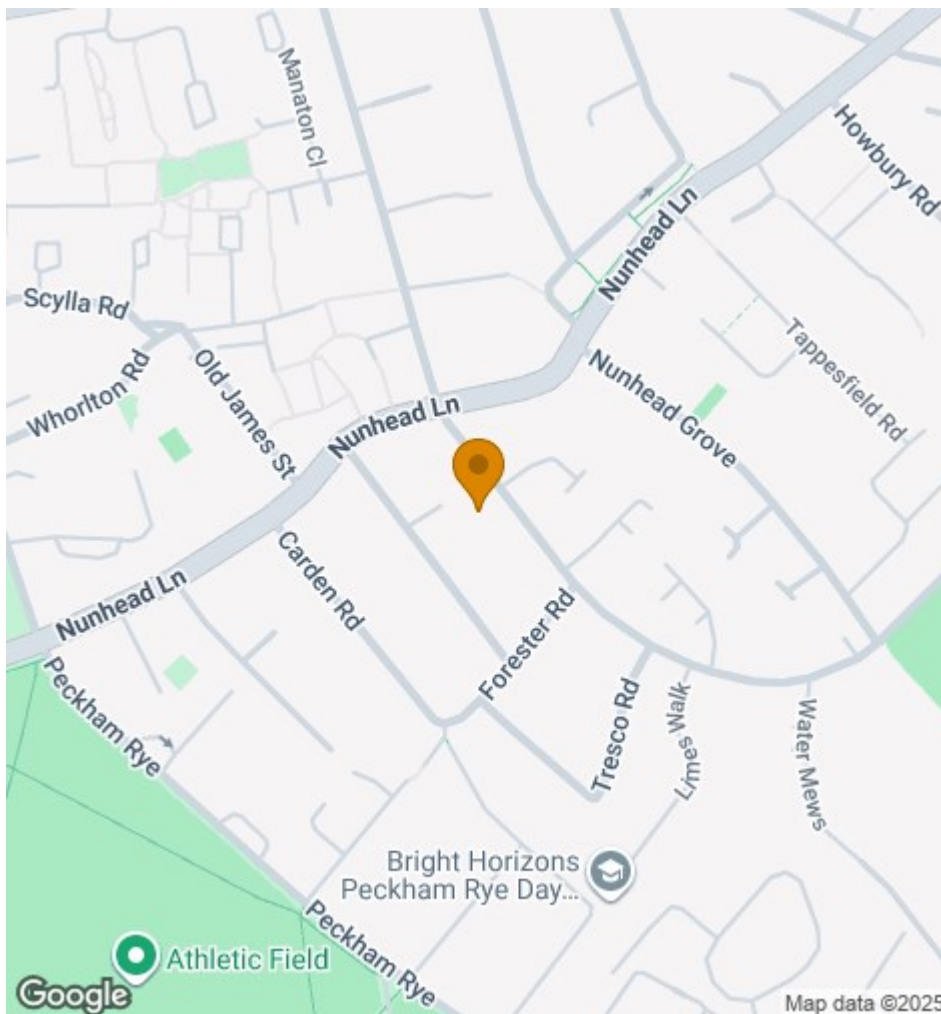 Manaton Cl
Howbury Rd
Nunhead Ln
Scylla Rd
Whorlton Rd
Old James St
Nunhead Ln
Nunhead Grove
Tappesfield Rd
Nunhead Ln
Carden Rd
Forester Rd
Peckham Rye
Tresco Rd
Limes Walk
Water Mews
Bright Horizons
Peckham Rye Day...
Peckham Rye
Athletic Field
Google
Map data ©2025